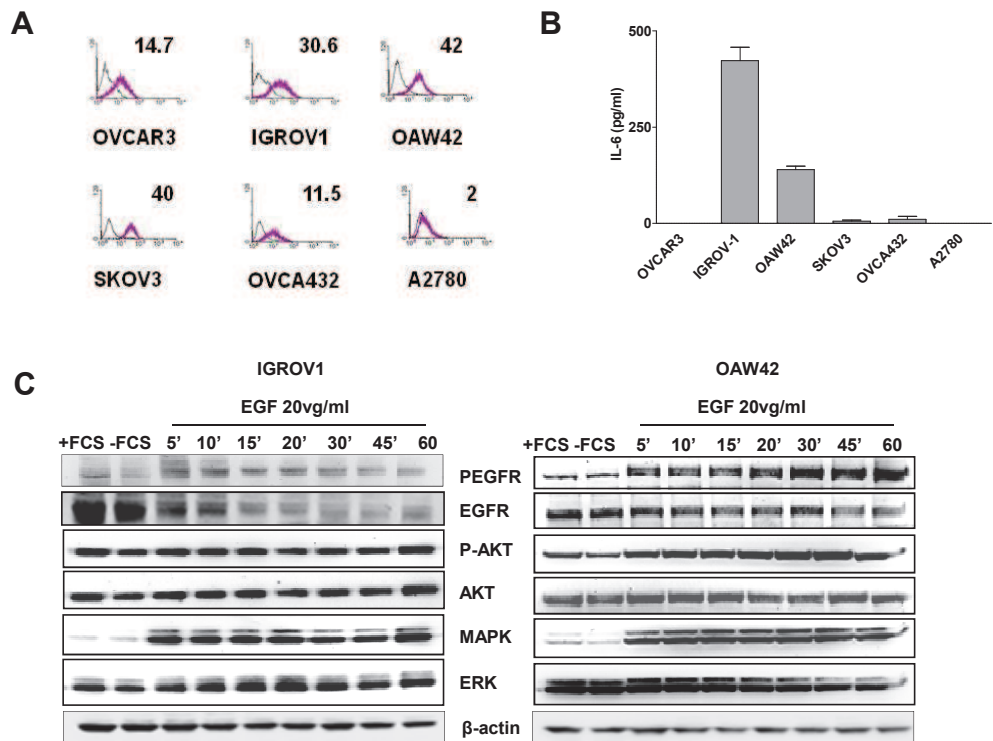 A
14.7
30.6
42
OVCAR3
IGROV1
OAW42
40
11.5
2
SKOV3
OVCA432
A2780
B
500
250
0
IL-6 (pg/ml)
OVCAR3
IGROV-1
OAW42
SKOV3
OVCA432
A2780
C
IGROV1
OAW42
EGF 20vg/ml
EGF 20vg/ml
+FCS -FCS 5’ 10’ 15’ 20’ 30’ 45’ 60
+FCS -FCS 5’ 10’ 15’ 20’ 30’ 45’ 60
PEGFR
EGFR
P-AKT
AKT
MAPK
ERK
β-actin